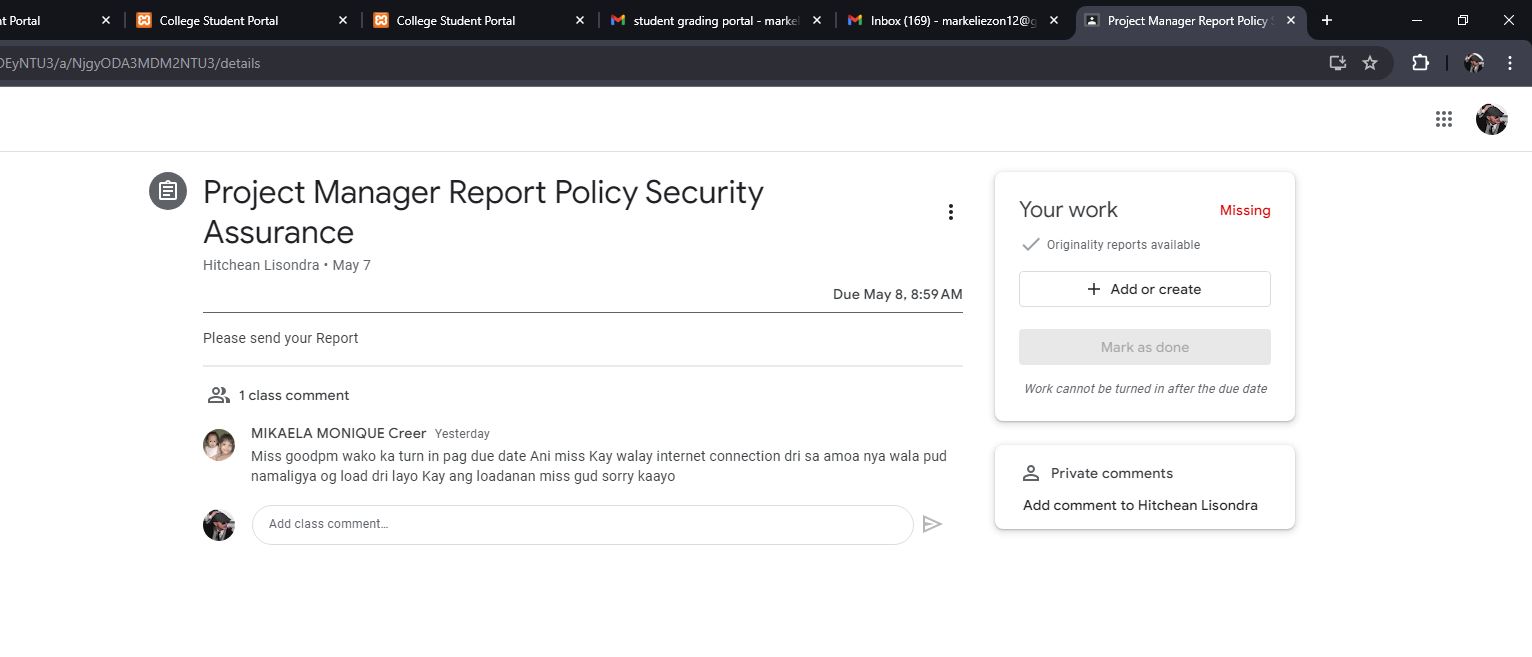 nt Portal
College Student Portal
College Student Portal
student grading portal - markel
Inbox (169) - markeliezon12@g
Project Manager Report Policy S
DEyNTU3/a/NjgyODA3MDM2NTU3/details
Project Manager Report Policy Security
Assurance
Hitchean Lisondra • May 7
Due May 8, 8:59 AM
Please send your Report
1 class comment
MIKAELA MONIQUE Creer Yesterday
Miss goodpm wako ka turn in pag due date Ani miss Kay walay internet connection dri sa amoa nya wala pud
namaligya og load dri layo Kay ang loadanan miss gud sorry kaayo
Add class comment...
Your work
Missing
Originality reports available
+ Add or create
Mark as done
Work cannot be turned in after the due date
Private comments
Add comment to Hitchean Lisondra